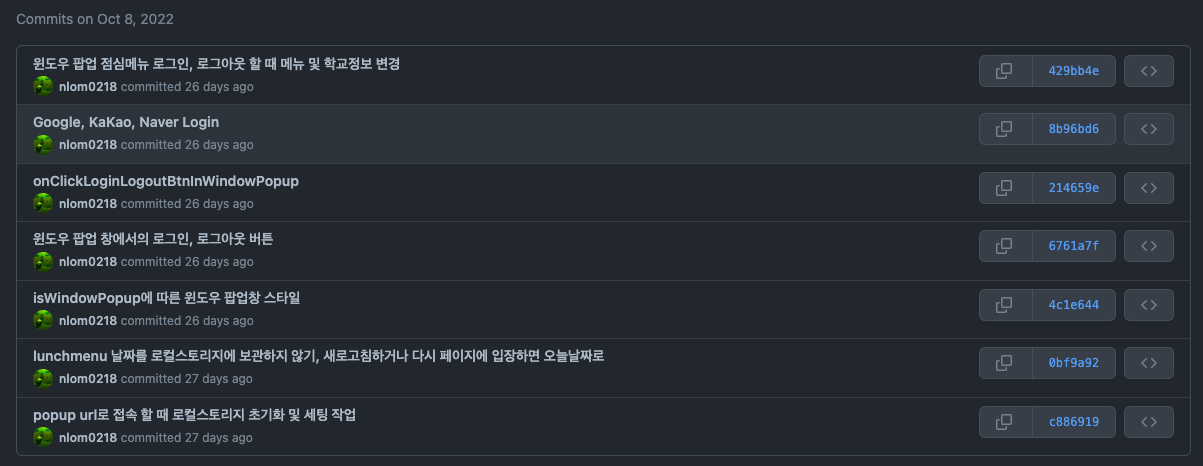 Commits on Oct 8, 2022
윈도우 팝업 점심메뉴 로그인, 로그아웃 할 때 메뉴 및 학교정보 변경
429bb4e
nlom0218 committed 26 days ago
Google, KaKao, Naver Login
8b96bd6
nlom0218 committed 26 days ago
onClickLoginLogoutBtnInWindowPopup
214659e
nlom0218 committed 26 days ago
윈도우 팝업 창에서의 로그인, 로그아웃 버튼
6761a7f
nlom0218 committed 26 days ago
isWindowPopup에 따른 윈도우 팝업창 스타일
4c1e644
nlom0218 committed 26 days ago
lunchmenu 날짜를 로컬스토리지에 보관하지 않기, 새로고침하거나 다시 페이지에 입장하면 오늘날짜로
0bf9a92
nlom0218 committed 27 days ago
popup url로 접속 할 때 로컬스토리지 초기화 및 세팅 작업
c886919
nlom0218 committed 27 days ago